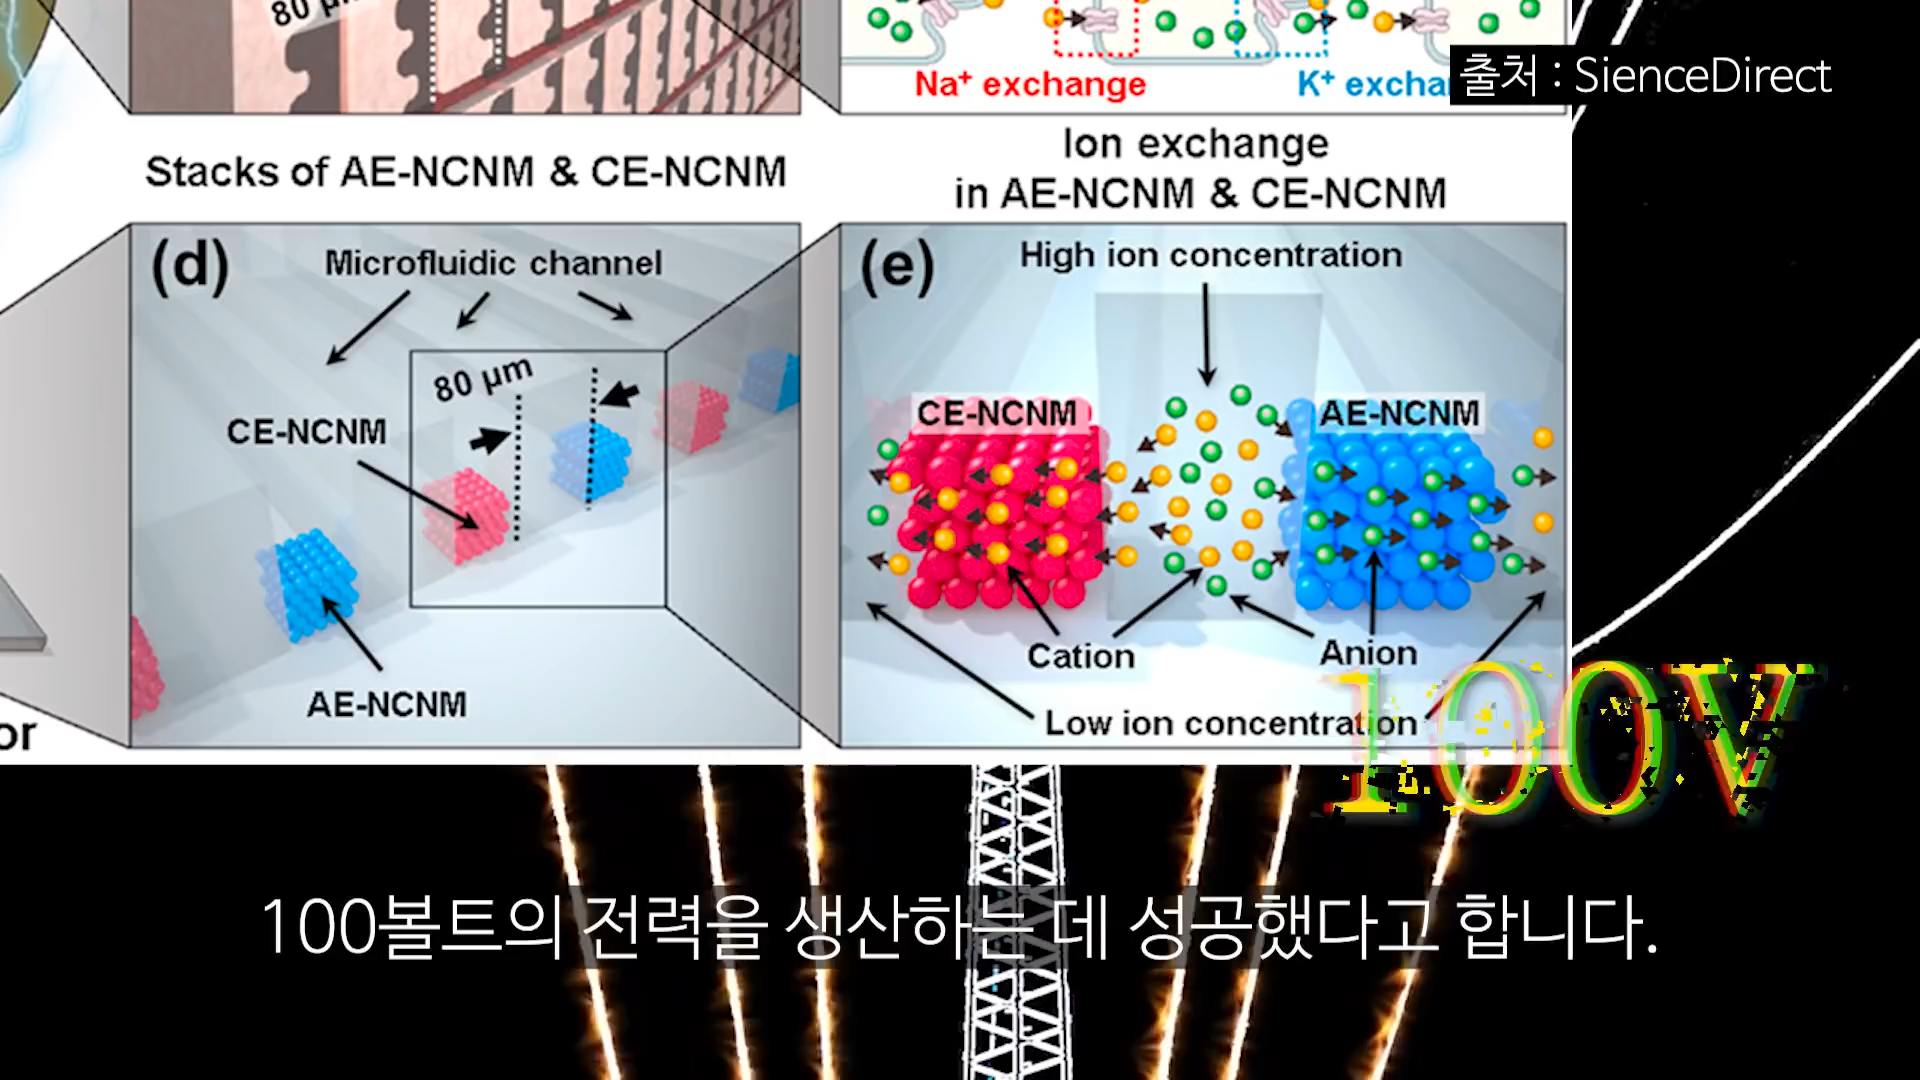 80 μm
Na⁺ exchange
K⁺ excha
출처 : SienceDirect
Stacks of AE-NCNM & CE-NCNM
Ion exchange
in AE-NCNM & CE-NCNM
(d)
Microfluidic channel
80 μm
CE-NCNM
AE-NCNM
or
(e)
High ion concentration
CE-NCNM
AE-NCNM
Cation
Anion
Low ion concentration
100V
100볼트의 전력을 생산하는 데 성공했다고 합니다.